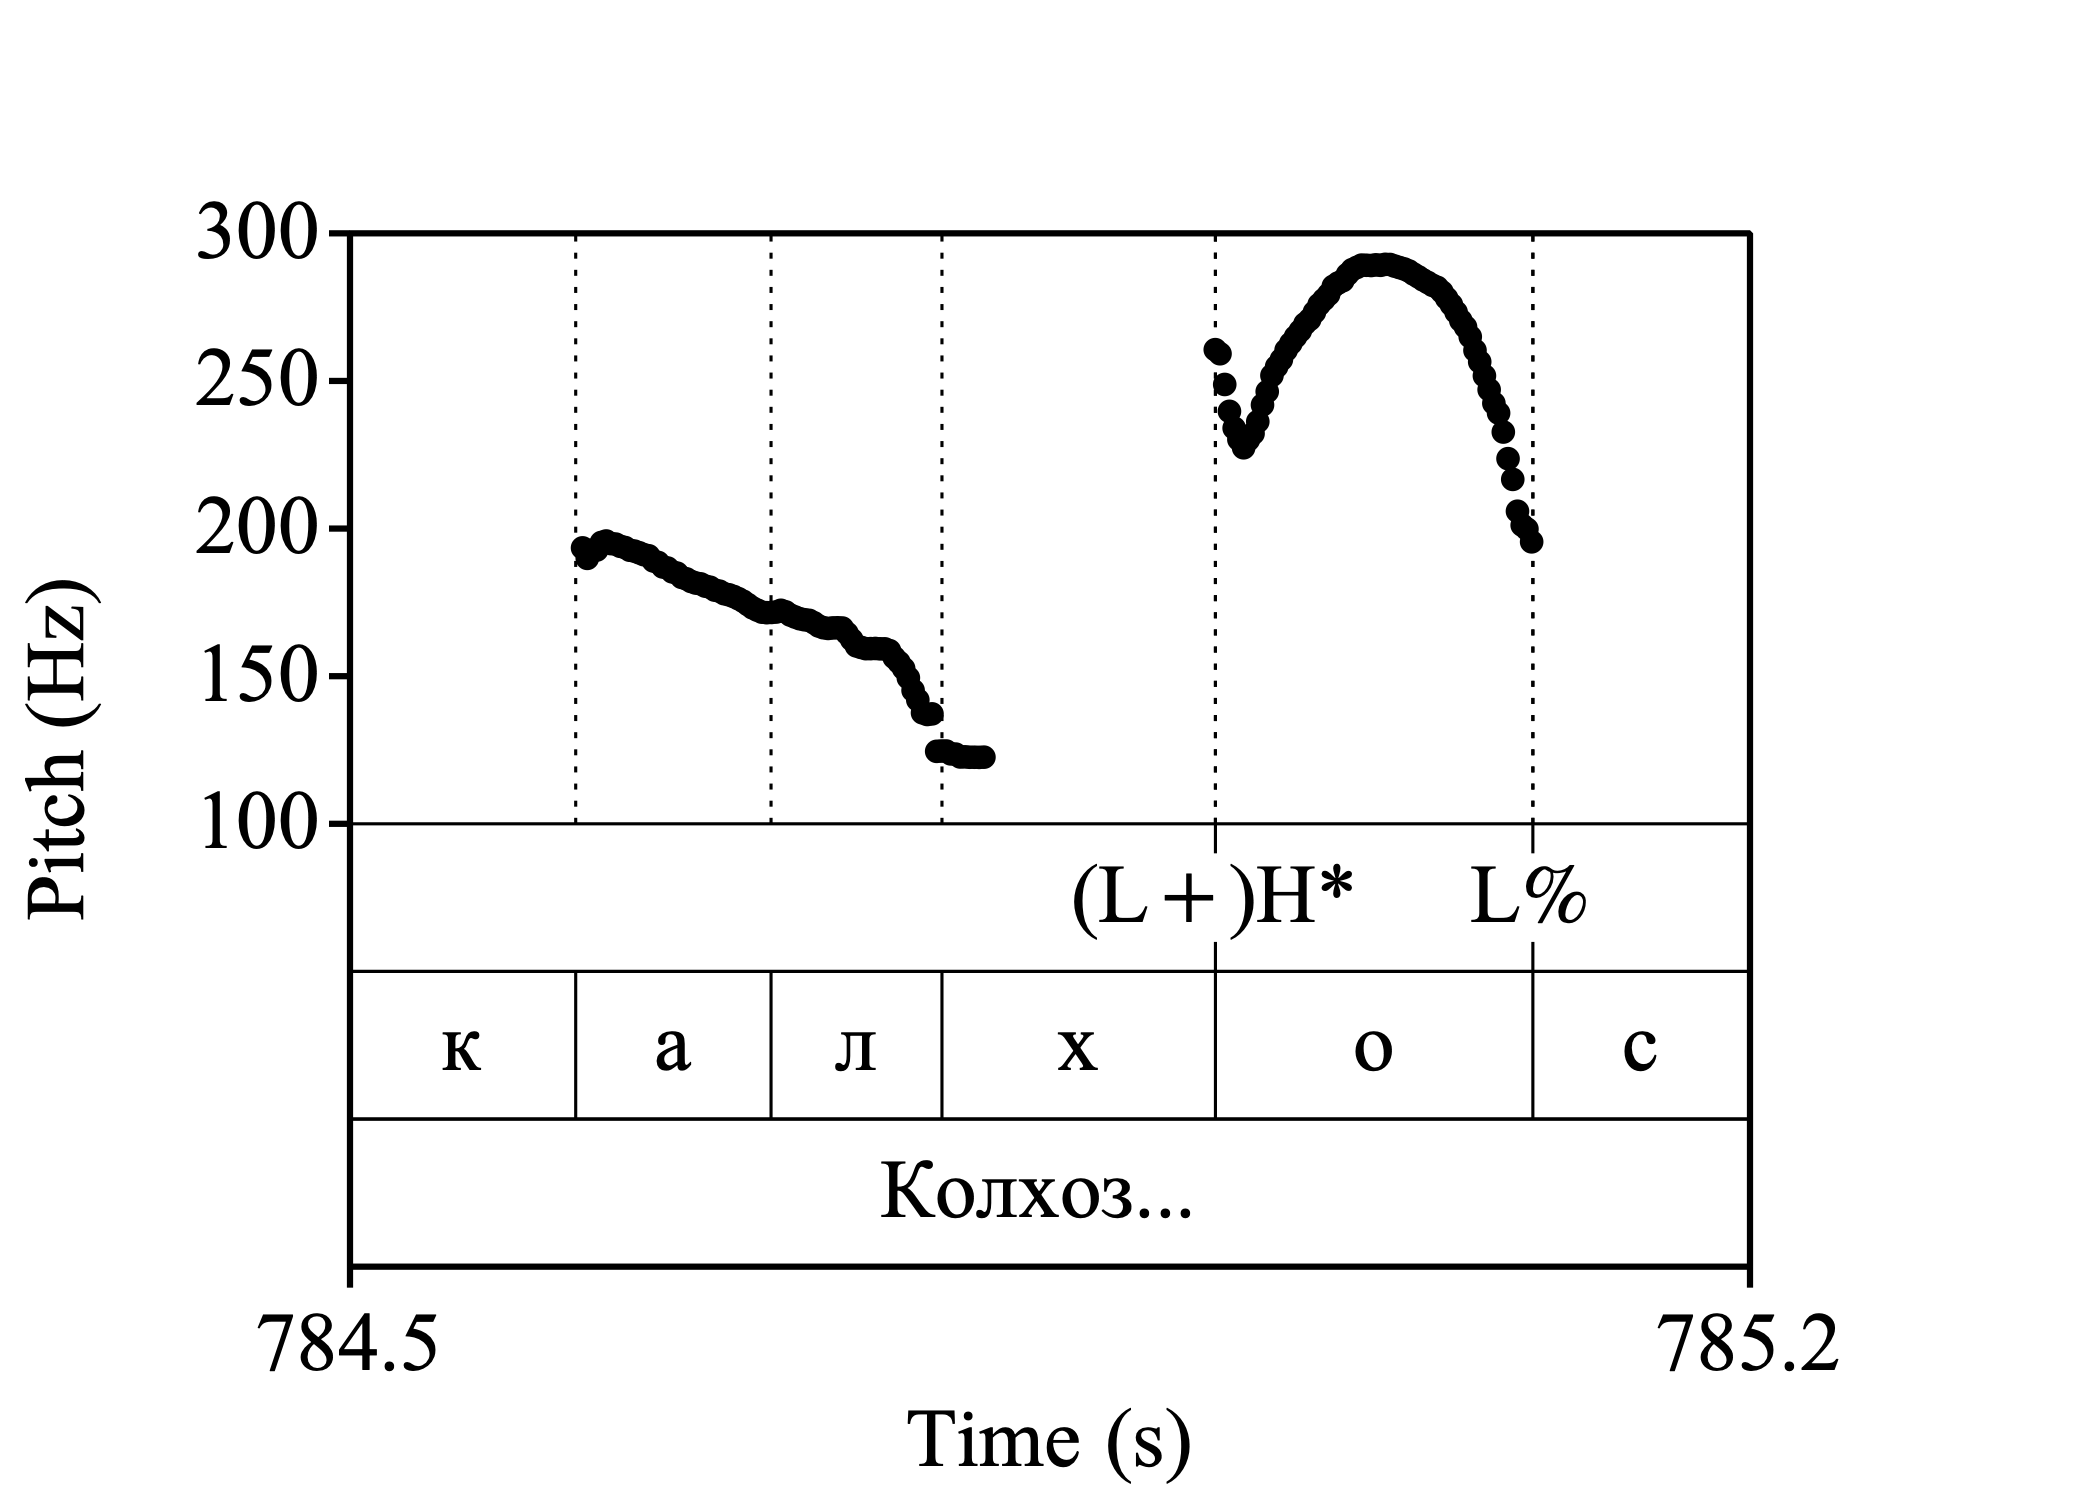 300
250
200
150
100
Pitch (Hz)
(L+)H* L%
к а л х о с
Колхоз...
784.5 785.2
Time (s)